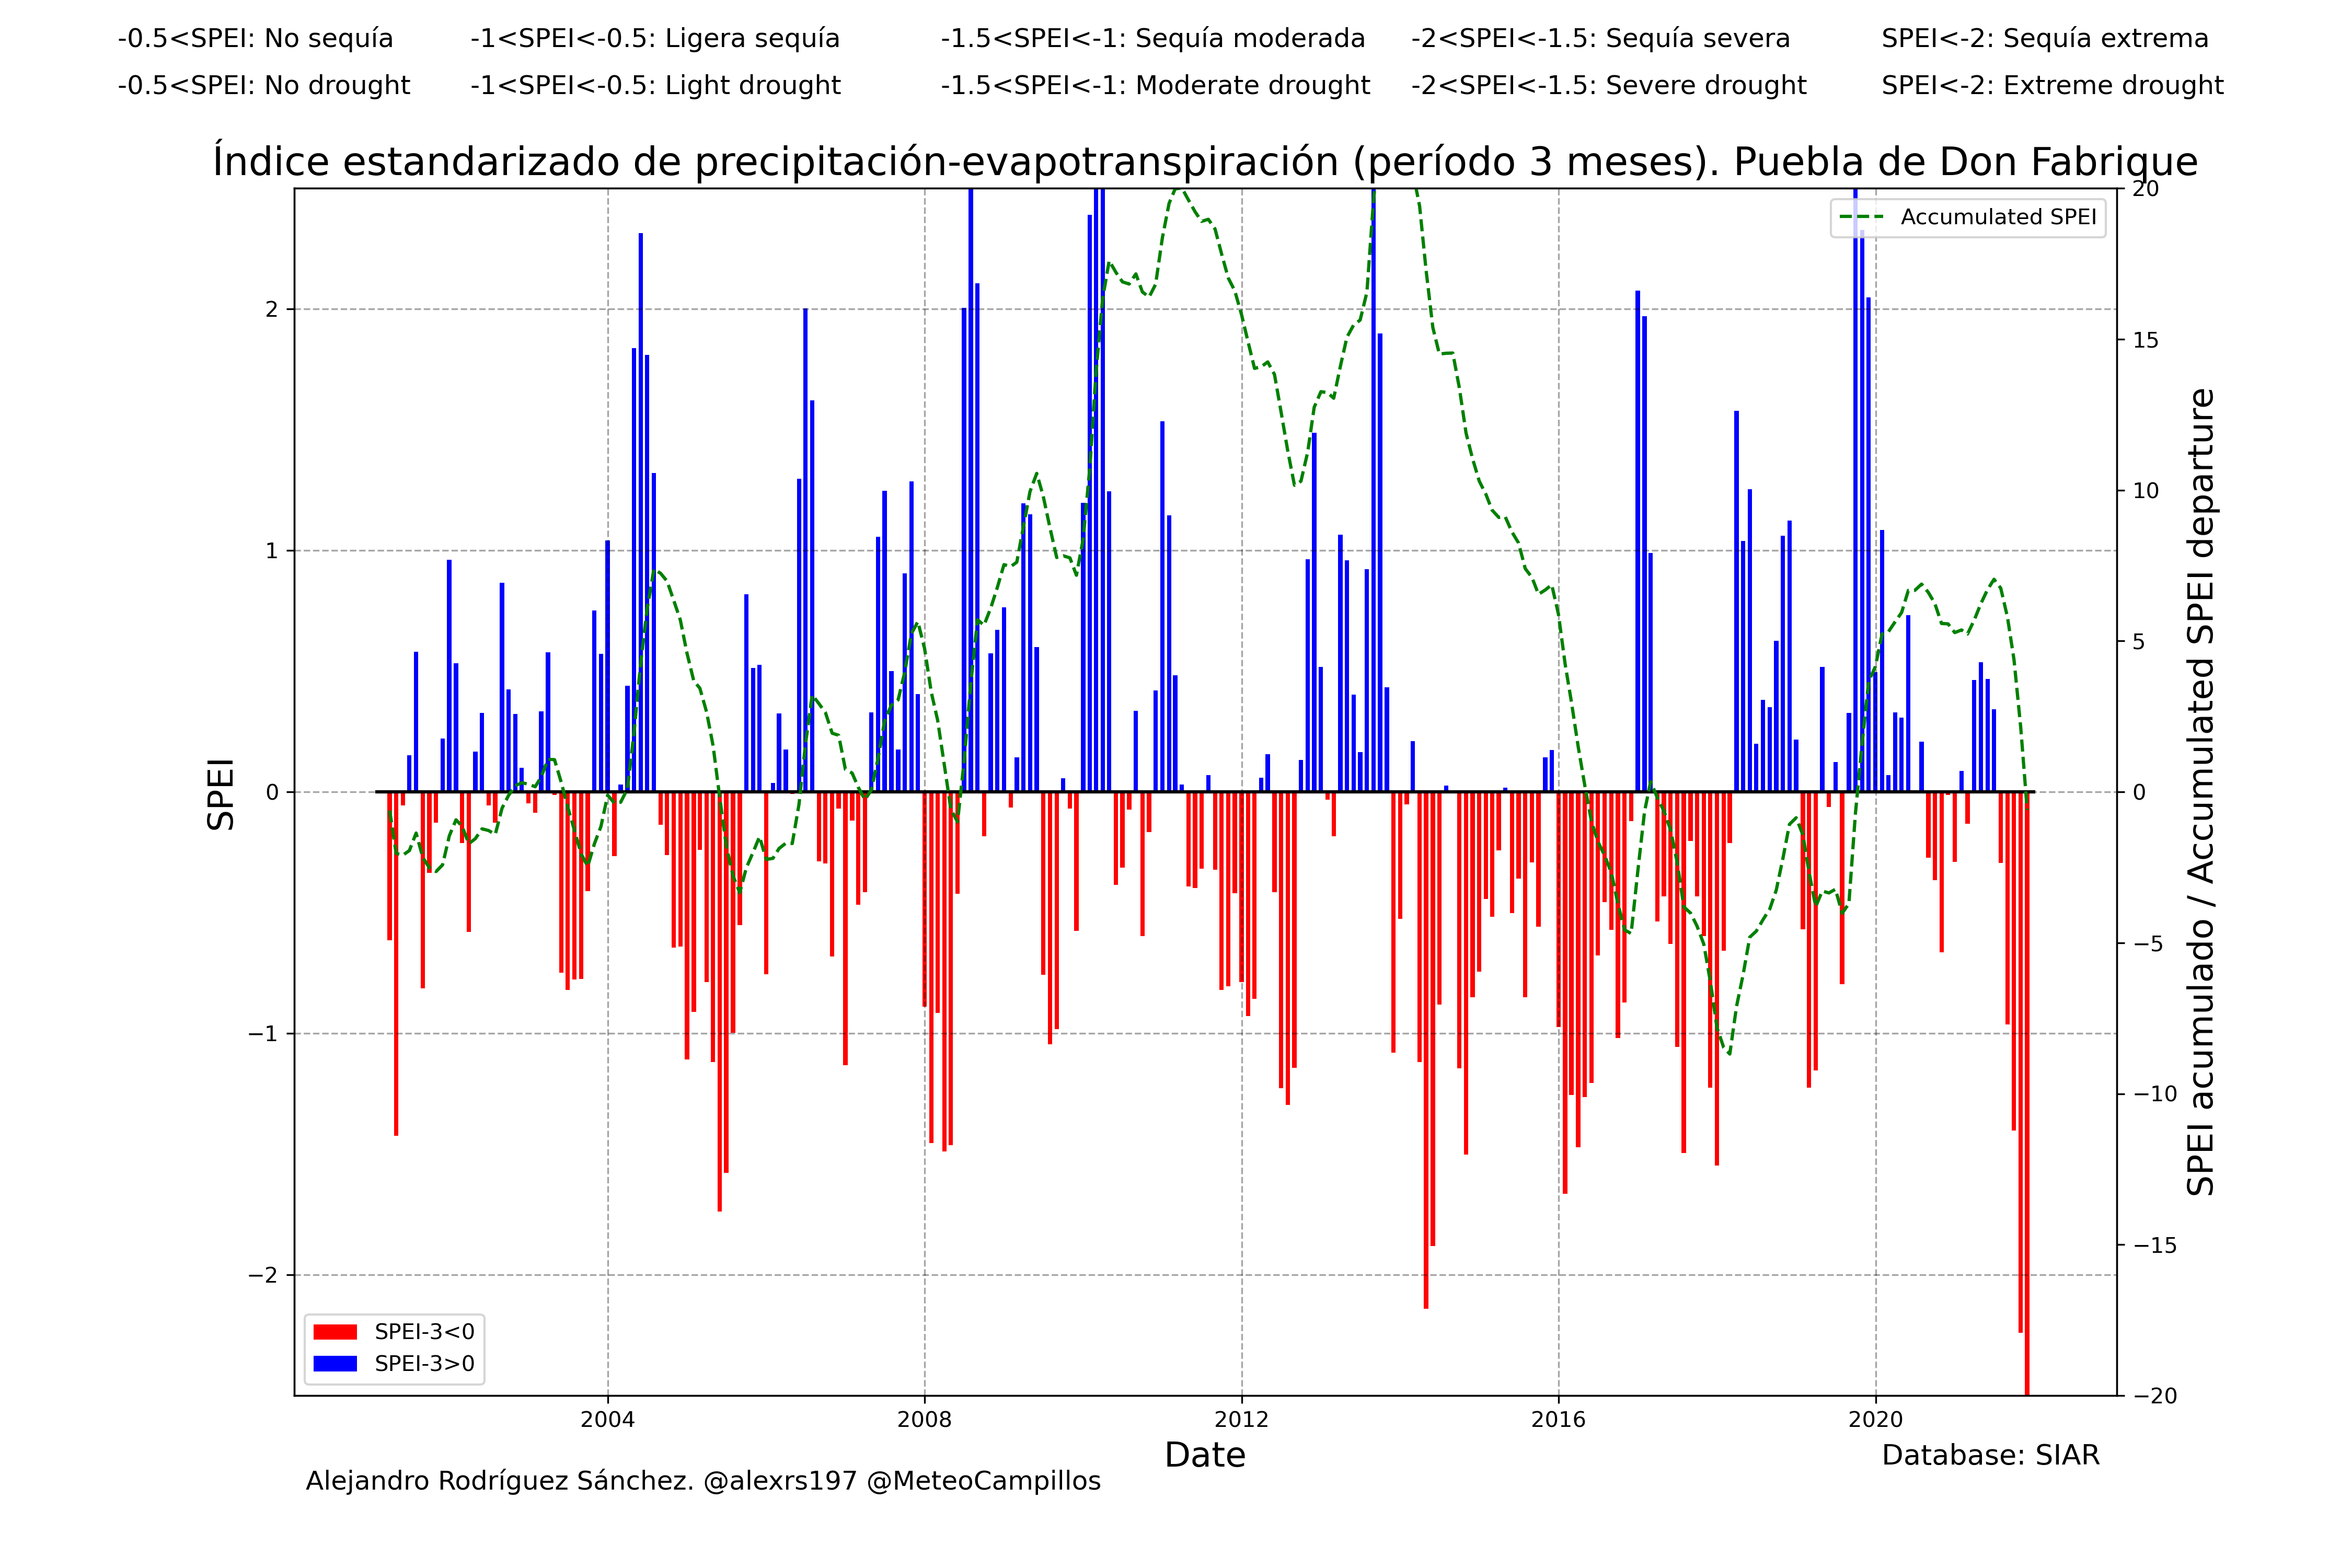 -0.5<SPEI: No sequía -1<SPEI<-0.5: Ligera sequía -1.5<SPEI<-1: Sequía moderada -2<SPEI<-1.5: Sequía severa SPEI<-2: Sequía extrema
-0.5<SPEI: No drought -1<SPEI<-0.5: Light drought -1.5<SPEI<-1: Moderate drought -2<SPEI<-1.5: Severe drought SPEI<-2: Extreme drought
Índice estandarizado de precipitación-evapotranspiración (período 3 meses). Puebla de Don Fabrique
Accumulated SPEI
SPEI
2
1
0
−1
−2
20
15
10
5
0
−5
−10
−15
−20
SPEI acumulado / Accumulated SPEI departure
SPEI-3<0
SPEI-3>0
2004 2008 2012 2016 2020
Date
Database: SIAR
Alejandro Rodríguez Sánchez. @alexrs197 @MeteoCampillos